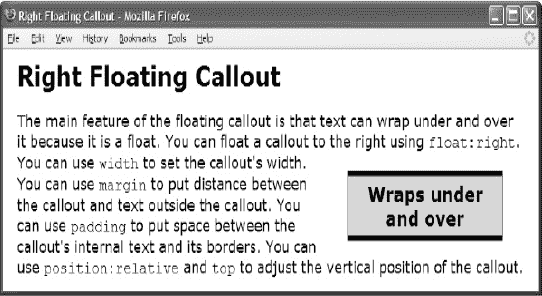 Right Floating Callout - Mozilla Firefox
File Edit View History Bookmarks Tools Help
Right Floating Callout
The main feature of the floating callout is that text can wrap under and over
it because it is a float. You can float a callout to the right using float:right.
You can use width to set the callout's width.
You can use margin to put distance between
the callout and text outside the callout. You
can use padding to put space between the
callout's internal text and its borders. You can
use position:relative and top to adjust the vertical position of the callout.
Wraps under
and over